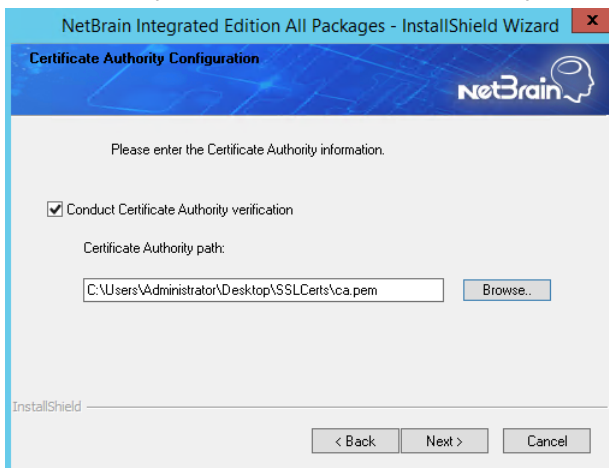 NetBrain Integrated Edition All Packages - InstallShield Wizard
x
Certificate Authority Configuration
NetBrain
Please enter the Certificate Authority information.
Conduct Certificate Authority verification
Certificate Authority path:
C:\Users\Administrator\Desktop\SSLCerts\ca.pem
Browse..
InstallShield
< Back
Next >
Cancel